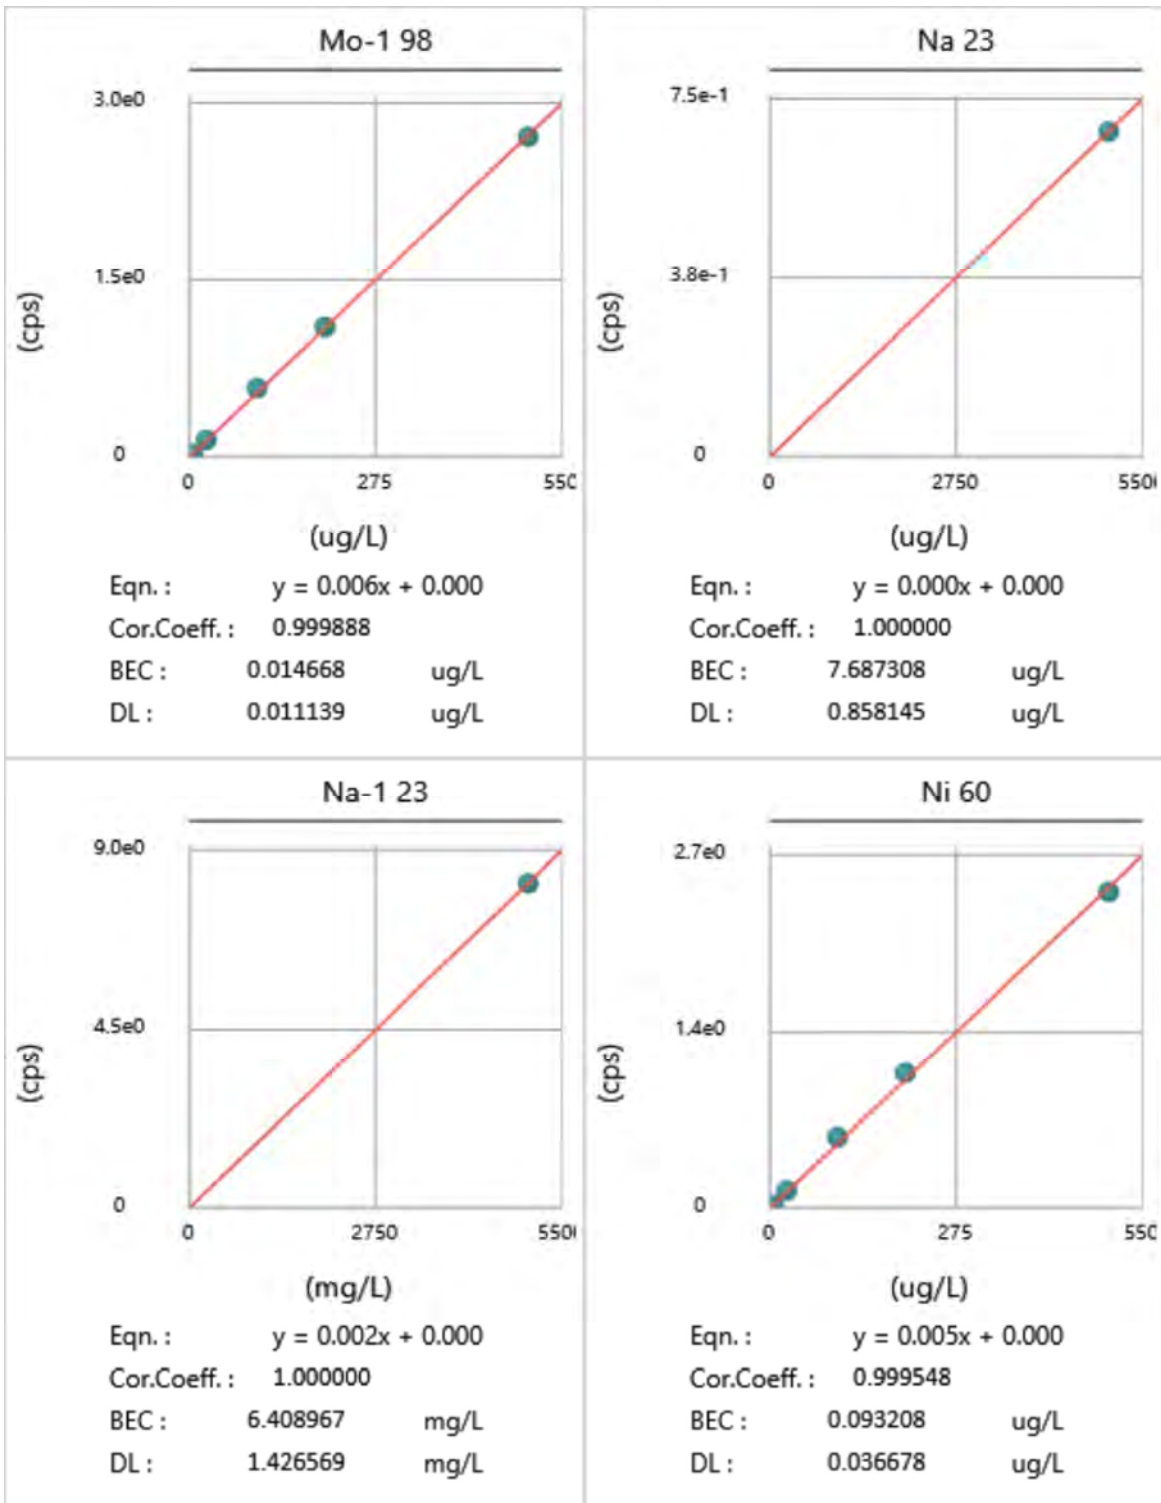 Mo-1 98
3.0e0
1.5e0
0
(cps)
0 275 550
(ug/L)
Eqn. : y = 0.006x + 0.000
Cor.Coeff. : 0.999888
BEC : 0.014668 ug/L
DL : 0.011139 ug/L
Na 23
7.5e-1
3.8e-1
0
(cps)
0 2750 550
(ug/L)
Eqn. : y = 0.000x + 0.000
Cor.Coeff. : 1.000000
BEC : 7.687308 ug/L
DL : 0.858145 ug/L
Na-1 23
9.0e0
4.5e0
0
(cps)
0 2750 550
(mg/L)
Eqn. : y = 0.002x + 0.000
Cor.Coeff. : 1.000000
BEC : 6.408967 mg/L
DL : 1.426569 mg/L
Ni 60
2.7e0
1.4e0
0
(cps)
0 275 550
(ug/L)
Eqn. : y = 0.005x + 0.000
Cor.Coeff. : 0.999548
BEC : 0.093208 ug/L
DL : 0.036678 ug/L